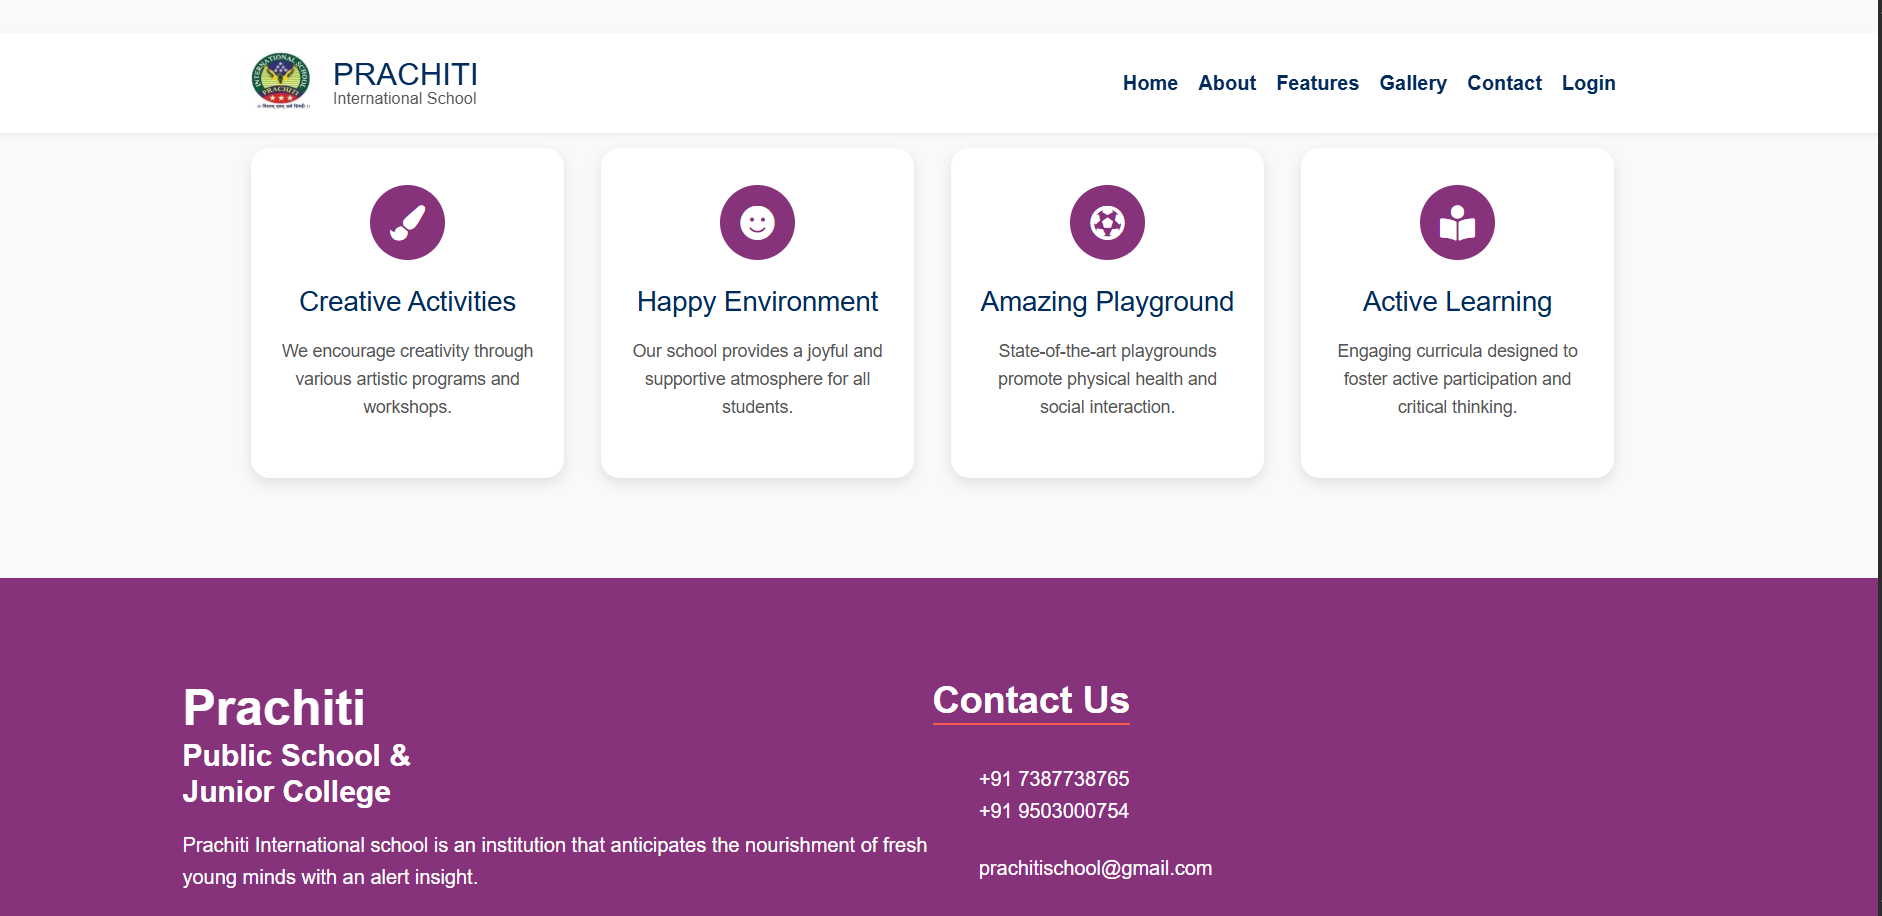 INTERNATIONAL SCHOOL
PRACHITI
PRACHITI
International School
Home About Features Gallery Contact Login
Creative Activities
We encourage creativity through
various artistic programs and
workshops.
Happy Environment
Our school provides a joyful and
supportive atmosphere for all
students.
Amazing Playground
State-of-the-art playgrounds
promote physical health and
social interaction.
Active Learning
Engaging curricula designed to
foster active participation and
critical thinking.
Prachiti
Public School &
Junior College
Prachiti International school is an institution that anticipates the nourishment of fresh
young minds with an alert insight.
Contact Us
+91 7387738765
+91 9503000754
prachitischool@gmail.com